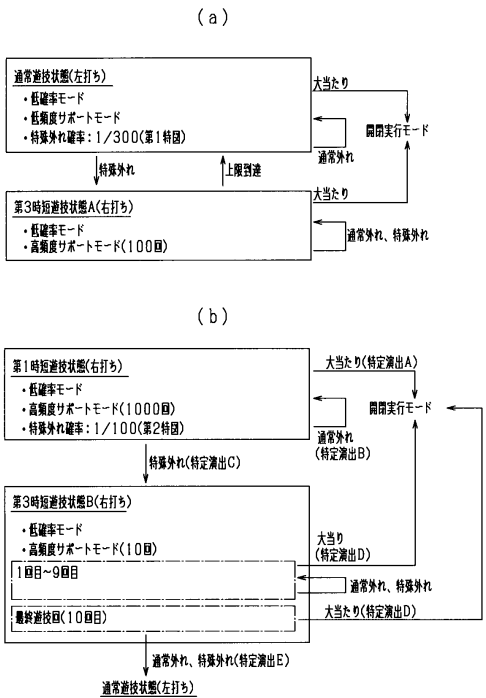 (a)
通常遊技状態(左打ち)
・低確率モード
・低頻度サポートモード
・特殊外れ確率:1/300(第1特図)
大当たり
開閉実行モード
通常外れ
特殊外れ
上限到達
第3時短遊技状態A(右打ち)
・低確率モード
・高頻度サポートモード(100回)
大当たり
通常外れ、特殊外れ
(b)
第1時短遊技状態(右打ち)
・低確率モード
・高頻度サポートモード(1000回)
・特殊外れ確率:1/100(第2特図)
大当たり(特定演出A)
開閉実行モード
通常外れ
(特定演出B)
特殊外れ(特定演出C)
第3時短遊技状態B(右打ち)
・低確率モード
・高頻度サポートモード(10回)
大当り
(特定演出D)
1回目~9回目
通常外れ、特殊外れ
最終遊技回(10回目)
大当たり(特定演出D)
通常外れ、特殊外れ(特定演出E)
通常遊技状態(左打ち)